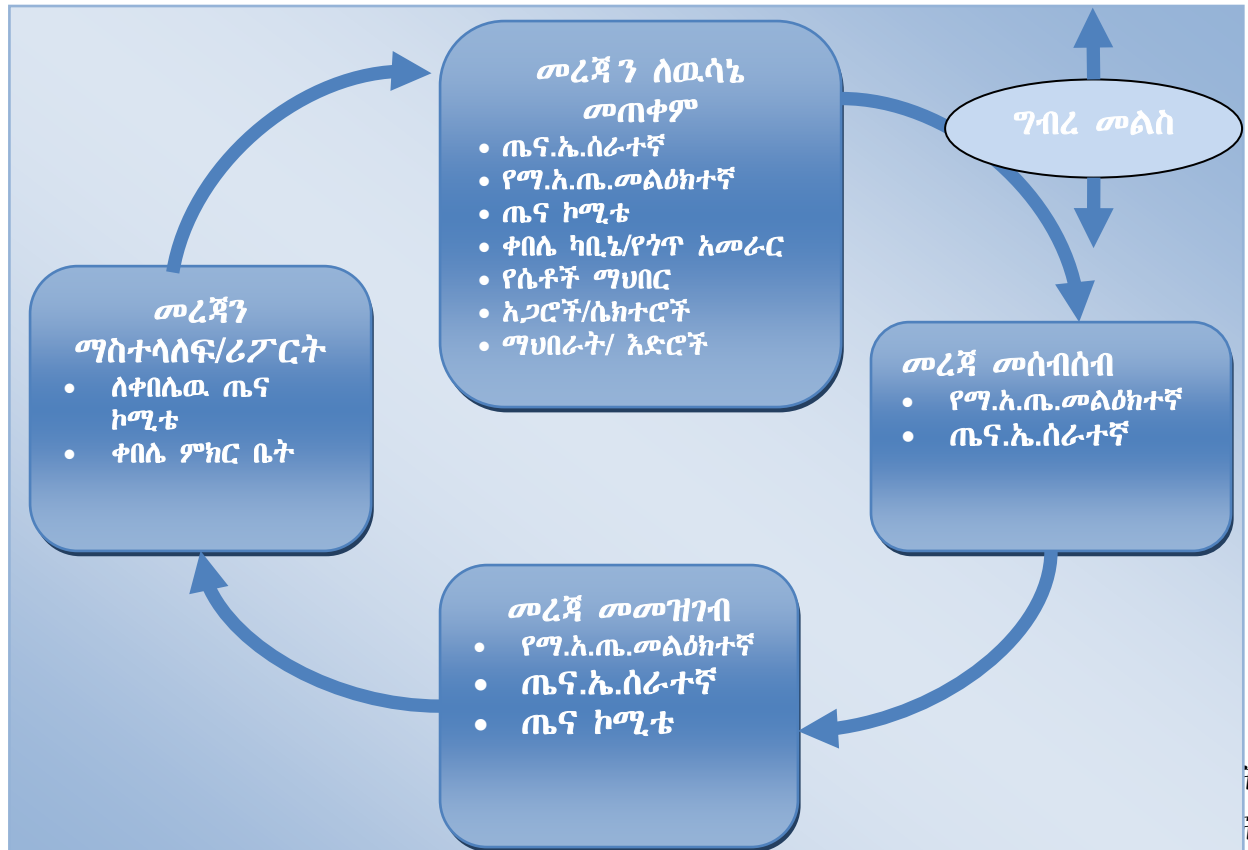 መረጃን ለዉሳኔ
መጠቀም
• ጤና.ኤ.ሰራተኛ
• የማ.አ.ጤ.መልዕክተኛ
• ጤና ኮሚቴ
• ቀበሌ ካቢኔ/የጎጥ አመራር
• የሴቶች ማህበር
• አጋሮች/ሴክተሮች
• ማህበራት/ እድሮች
ግብረ መልስ
መረጃ መሰብሰብ
• የማ.አ.ጤ.መልዕክተኛ
• ጤና.ኤ.ሰራተኛ
መረጃ መመዝገብ
• የማ.አ.ጤ.መልዕክተኛ
• ጤና.ኤ.ሰራተኛ
• ጤና ኮሚቴ
መረጃን
ማስተላለፍ/ሪፖርት
• ለቀበሌዉ ጤና
ኮሚቴ
• ቀበሌ ምክር ቤት